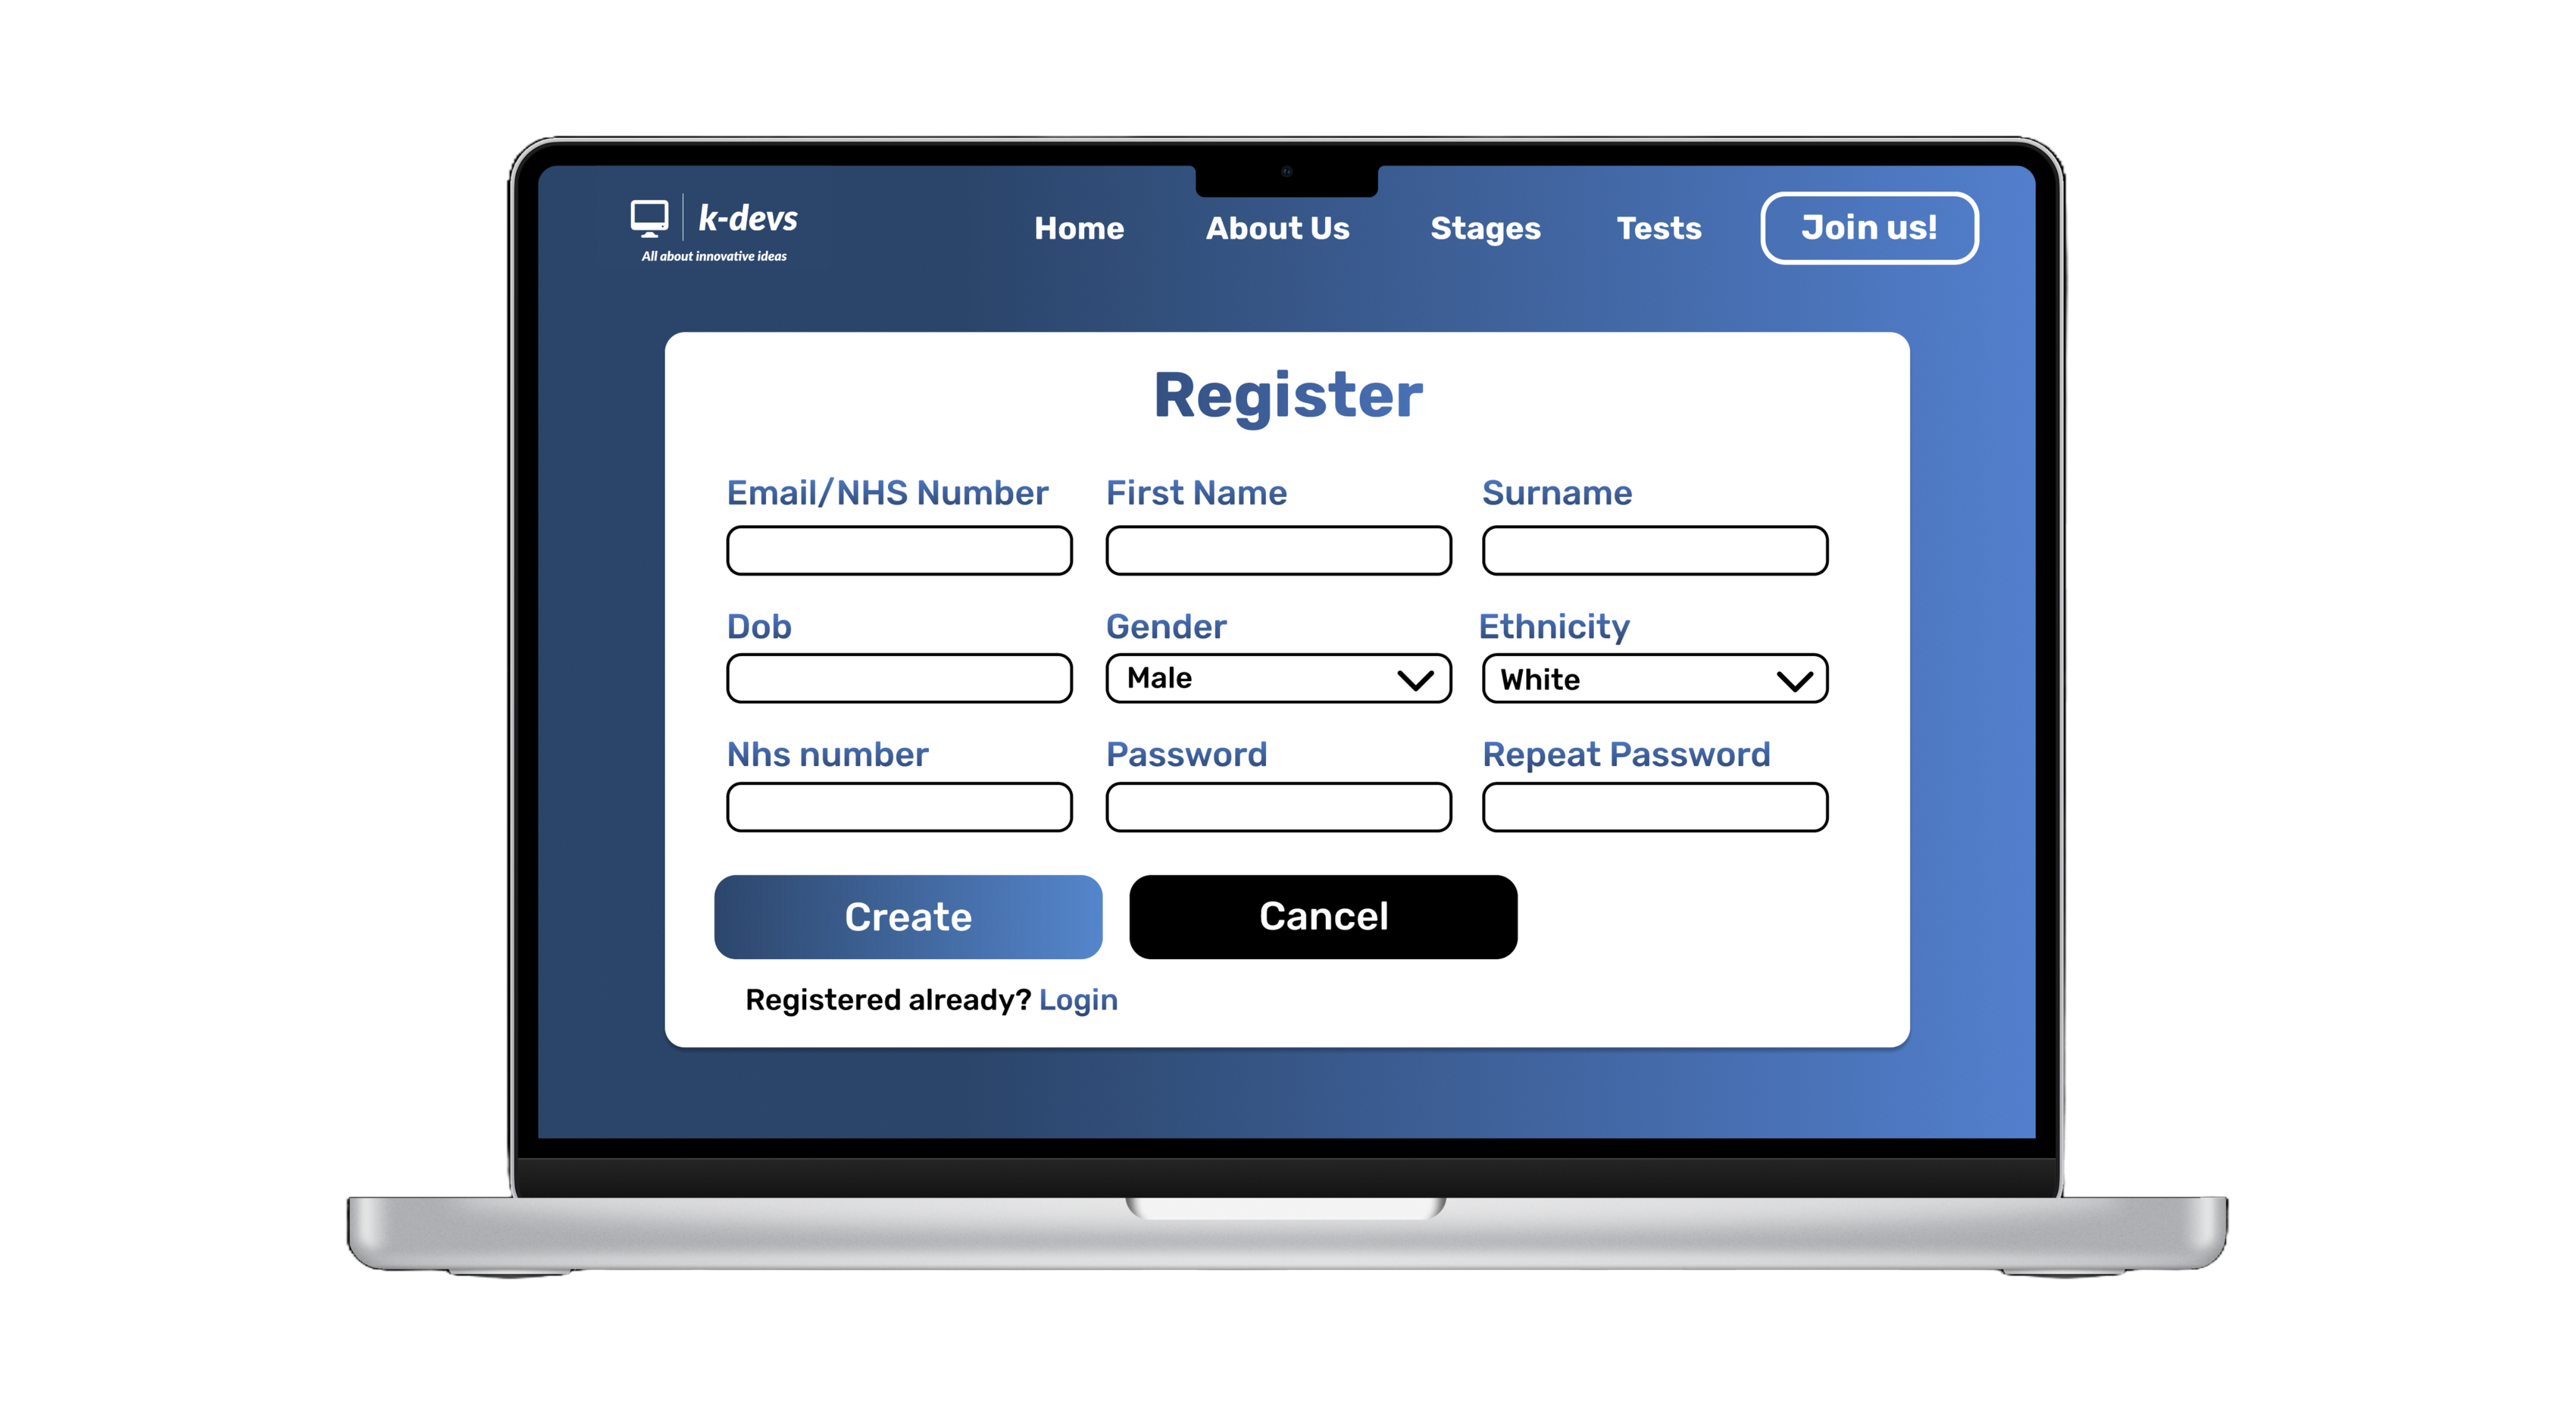 k-devs
All about innovative ideas
Home About Us Stages Tests Join us!
Register
Email/NHS Number First Name Surname
Dob Gender Ethnicity
Male White
Nhs number Password Repeat Password
Create Cancel
Registered already? Login